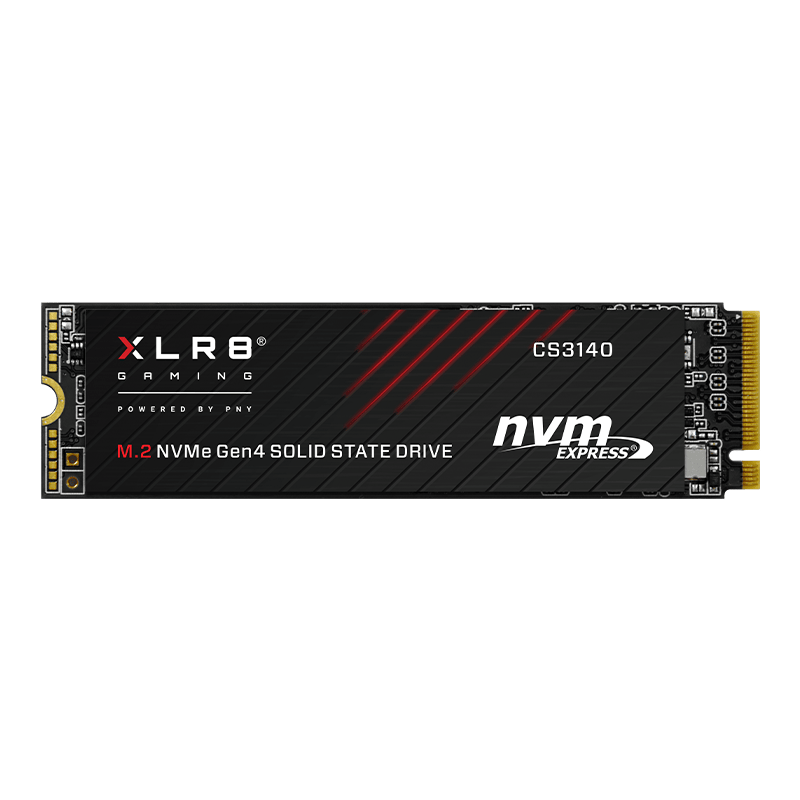 XLR8®
GAMING
POWERED BY PNY
M.2 NVMe Gen4 SOLID STATE DRIVE
CS3140
nvm
EXPRESS®